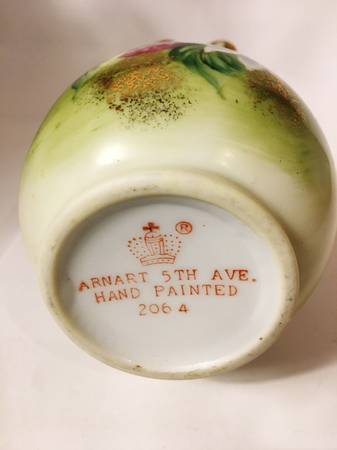 ®
ARNART 5TH AVE.
HAND PAINTED
2064